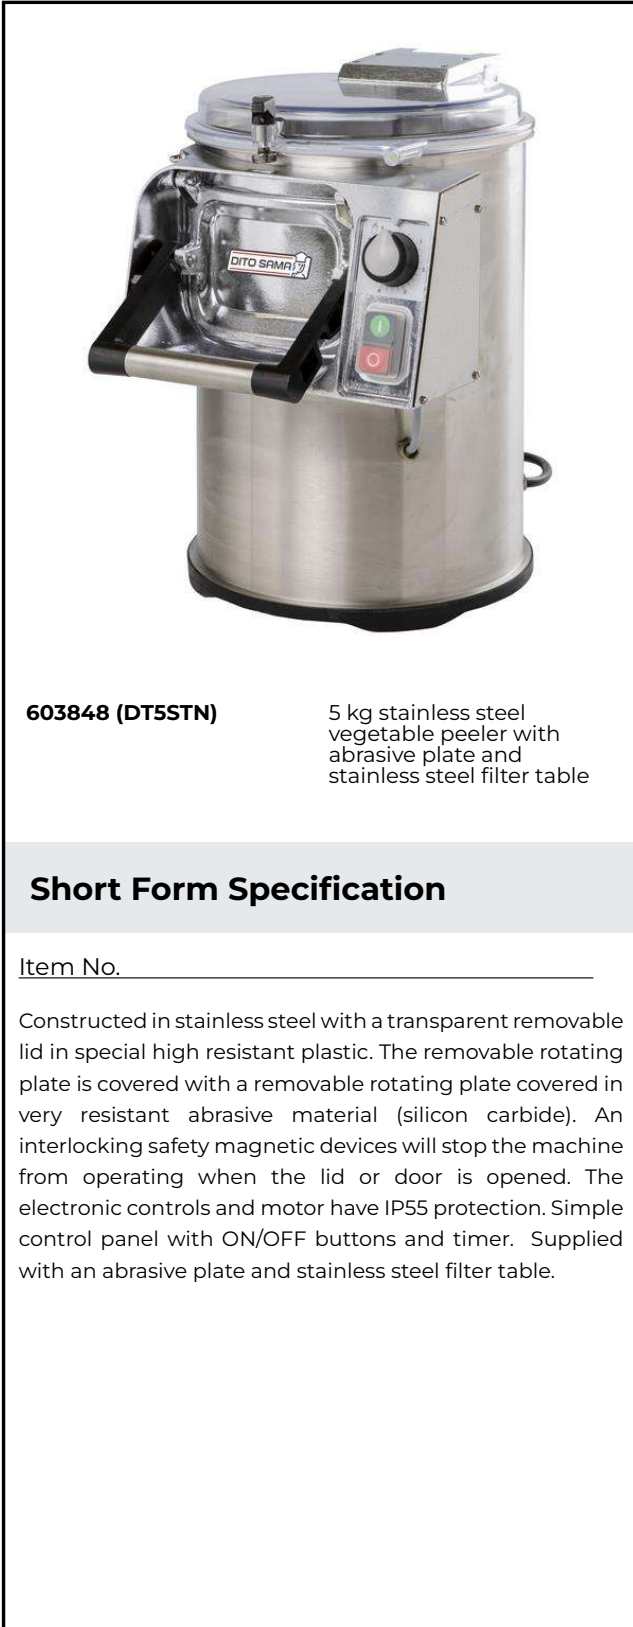 DITO SAMA
I
O
603848 (DT5STN)
5 kg stainless steel
vegetable peeler with
abrasive plate and
stainless steel filter table
Short Form Specification
Item No.
Constructed in stainless steel with a transparent removable
lid in special high resistant plastic. The removable rotating
plate is covered with a removable rotating plate covered in
very resistant abrasive material (silicon carbide). An
interlocking safety magnetic devices will stop the machine
from operating when the lid or door is opened. The
electronic controls and motor have IP55 protection. Simple
control panel with ON/OFF buttons and timer. Supplied
with an abrasive plate and stainless steel filter table.